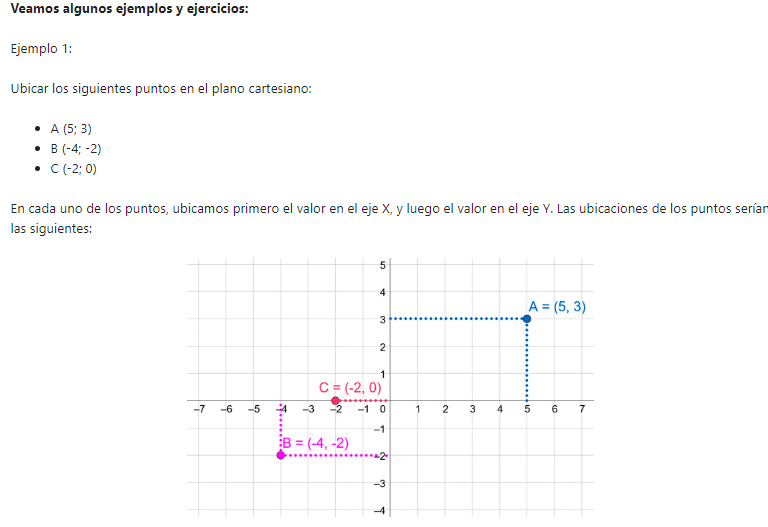 Veamos algunos ejemplos y ejercicios:
Ejemplo 1:
Ubicar los siguientes puntos en el plano cartesiano:
• A (5; 3)
• B (-4; -2)
• C (-2; 0)
En cada uno de los puntos, ubicamos primero el valor en el eje X, y luego el valor en el eje Y. Las ubicaciones de los puntos serían
las siguientes:
5
4
A = (5, 3)
3
2
1
C = (-2, 0)
–7 –6 –5 –4 –3 –2 –1 0 1 2 3 4 5 6 7
–1
B = (-4, -2)
–2
–3
–4